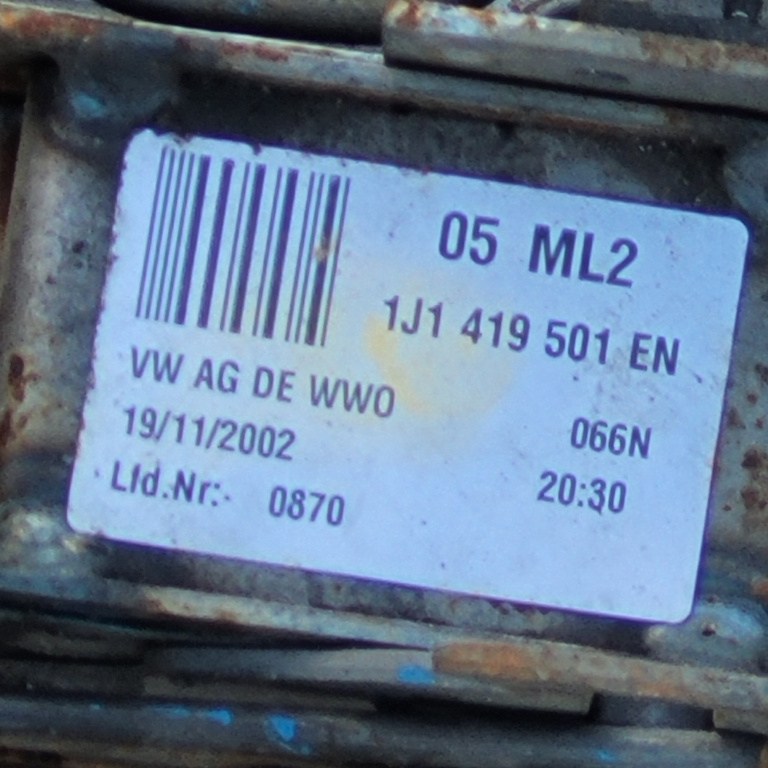 05 ML2
1J1 419 501 EN
VW AG DE WWO
066N
19/11/2002
20:30
Lfd.Nr:- 0870